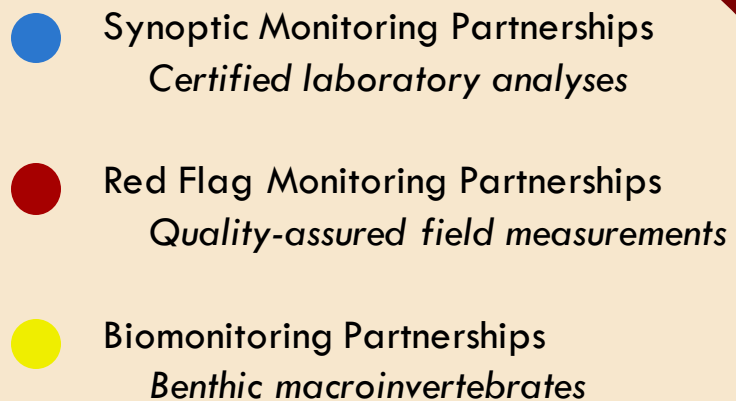 Synoptic Monitoring Partnerships
Certified laboratory analyses
Red Flag Monitoring Partnerships
Quality-assured field measurements
Biomonitoring Partnerships
Benthic macroinvertebrates